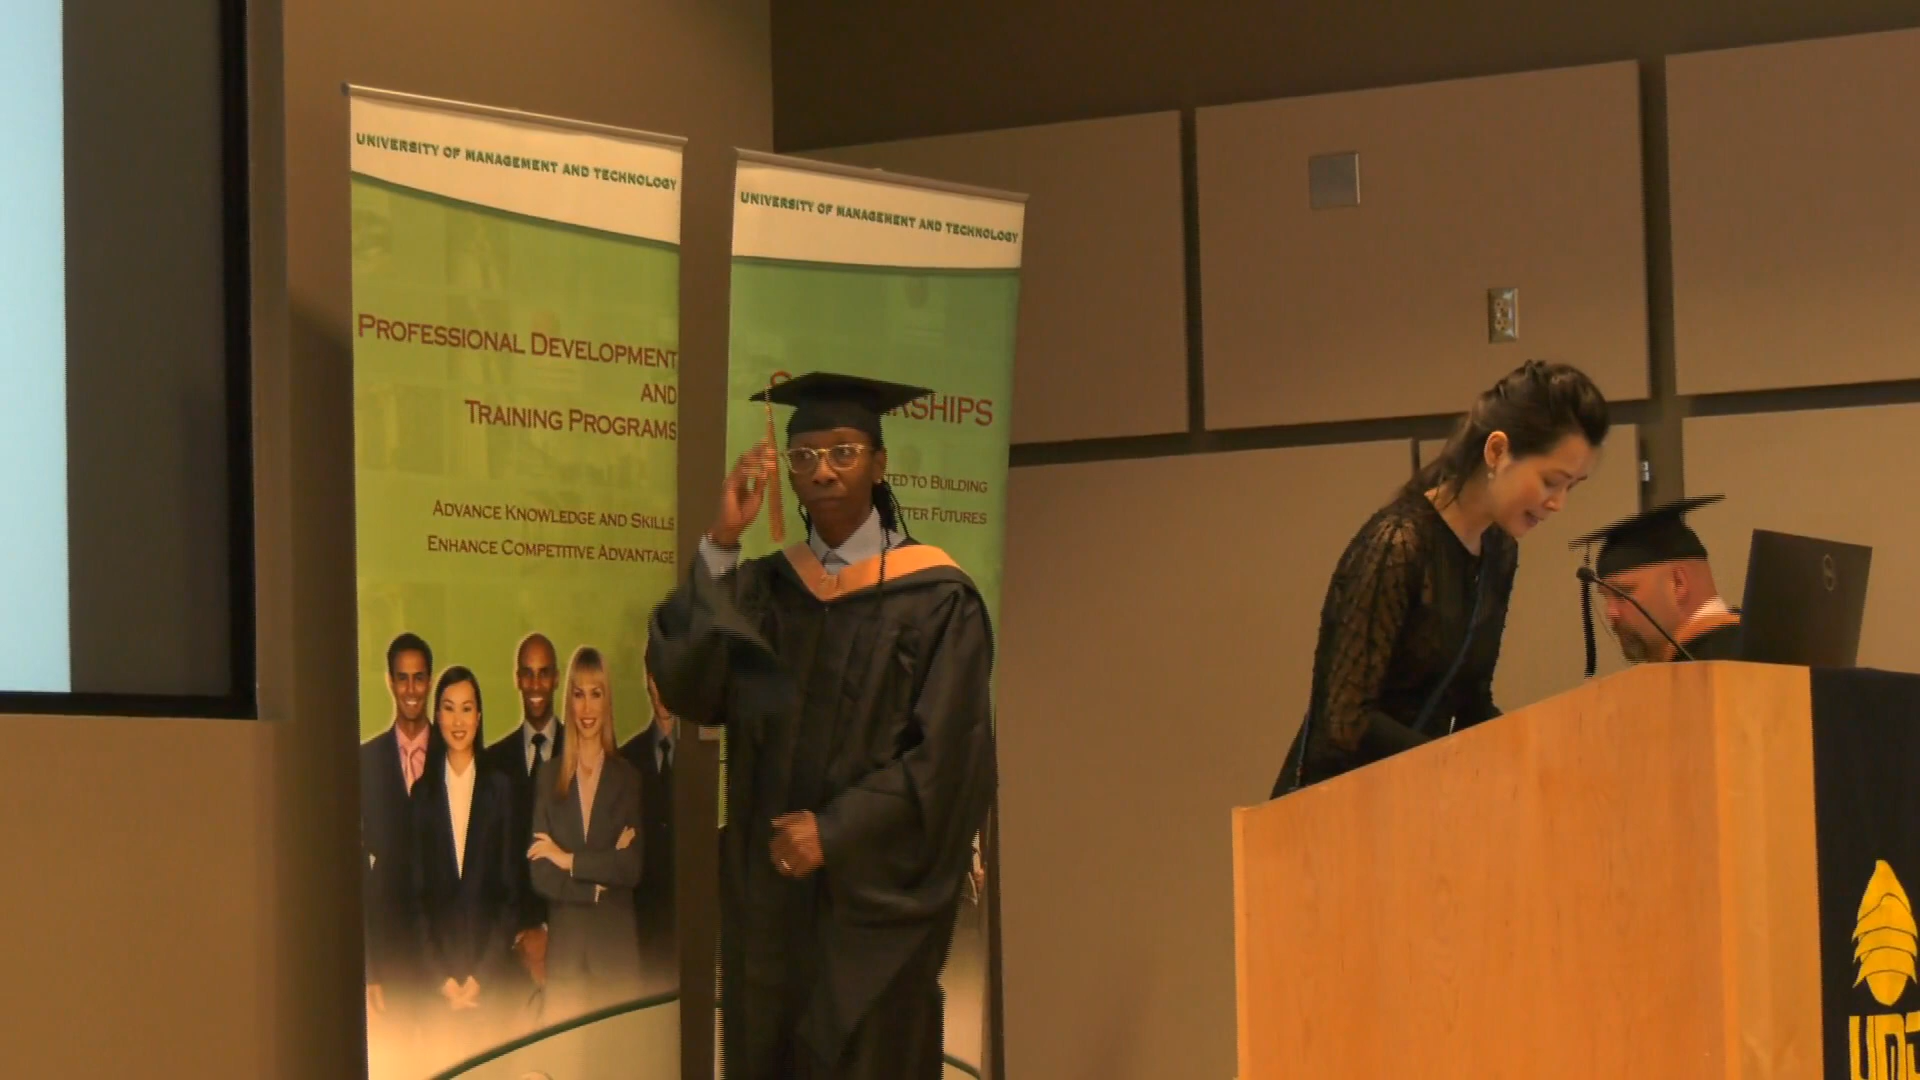 UNIVERSITY OF MANAGEMENT AND TECHNOLOGY
PROFESSIONAL DEVELOPMENT
AND
TRAINING PROGRAMS
ADVANCE KNOWLEDGE AND SKILLS
ENHANCE COMPETITIVE ADVANTAGE
UNIVERSITY OF MANAGEMENT AND TECHNOLOGY
TO BUILDING
FUTURES